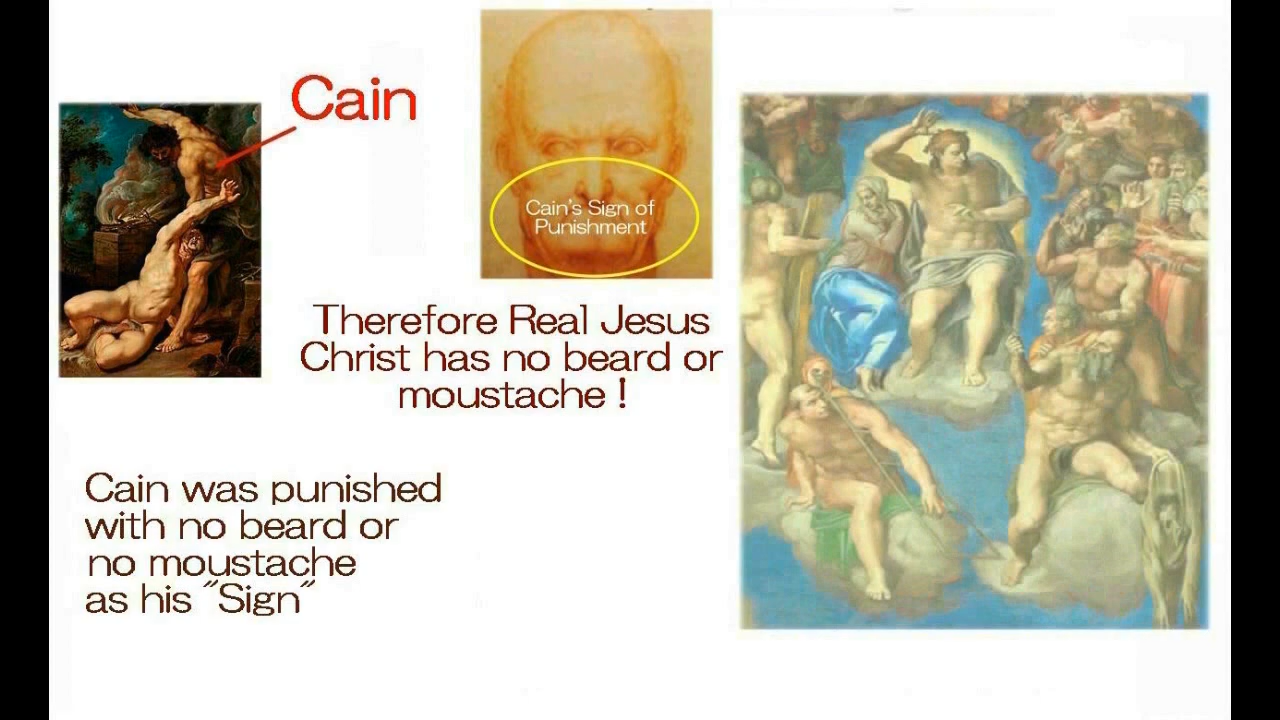 Cain
Cain's Sign of
Punishment
Therefore Real Jesus
Christ has no beard or
moustache !
Cain was punished
with no beard or
no moustache
as his "Sign"